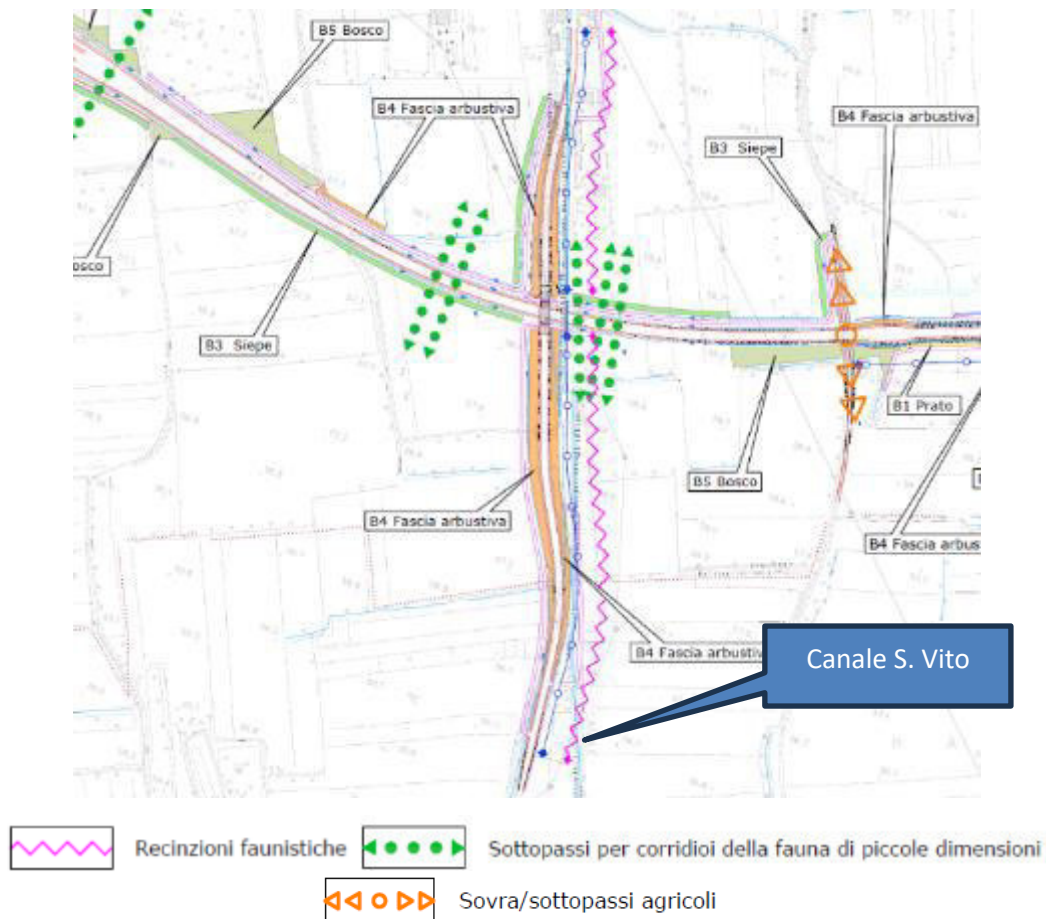 B5 Bosco
B4 Fascia arbustiva
B4 Fascia arbustiva
B3 Siepe
osco
B3 Siepe
B1 Prato
B5 Bosco
B4 Fascia arbustiva
B4 Fascia arbus
B4 Fascia arbustiva
Canale S. Vito
Recinzioni faunistiche
Sottopassi per corridioi della fauna di piccole dimensioni
Sovra/sottopassi agricoli